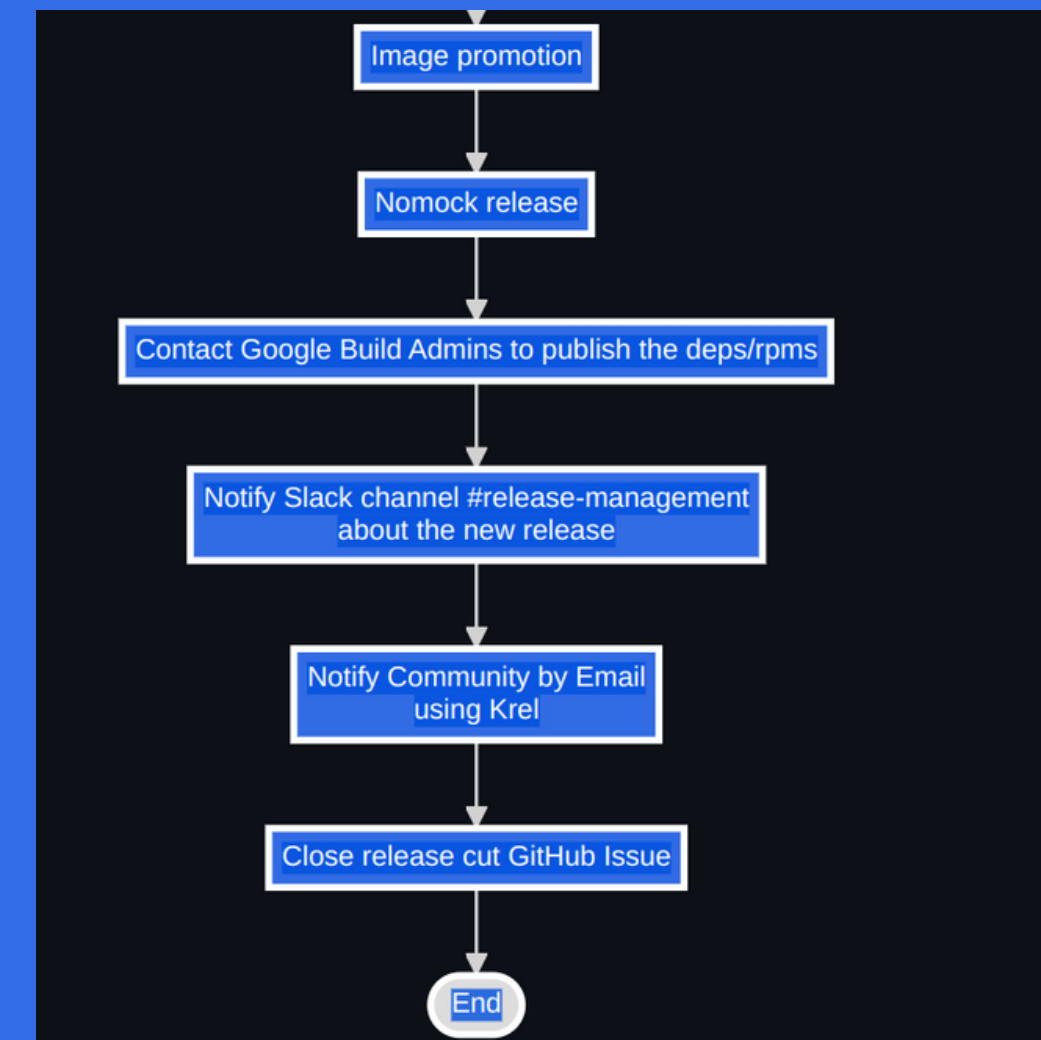 Image promotion
Nomock release
Contact Google Build Admins to publish the deps/rpms
Notify Slack channel #release-management
about the new release
Notify Community by Email
using Krel
Close release cut GitHub Issue
End